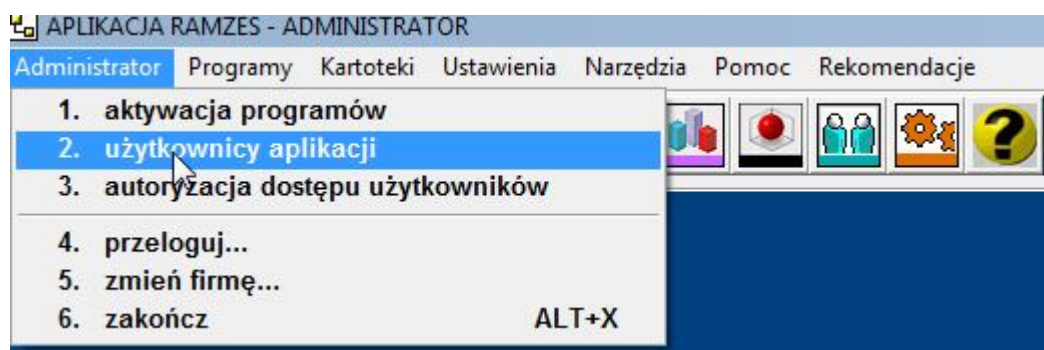 APLIKACJA RAMZES - ADMINISTRATOR
Administrator Programy Kartoteki Ustawienia Narzędzia Pomoc Rekomendacje
1. aktywacja programów
2. użytkownicy aplikacji
3. autoryzacja dostępu użytkowników
4. przeloguj...
5. zmień firmę...
6. zakończ ALT+X